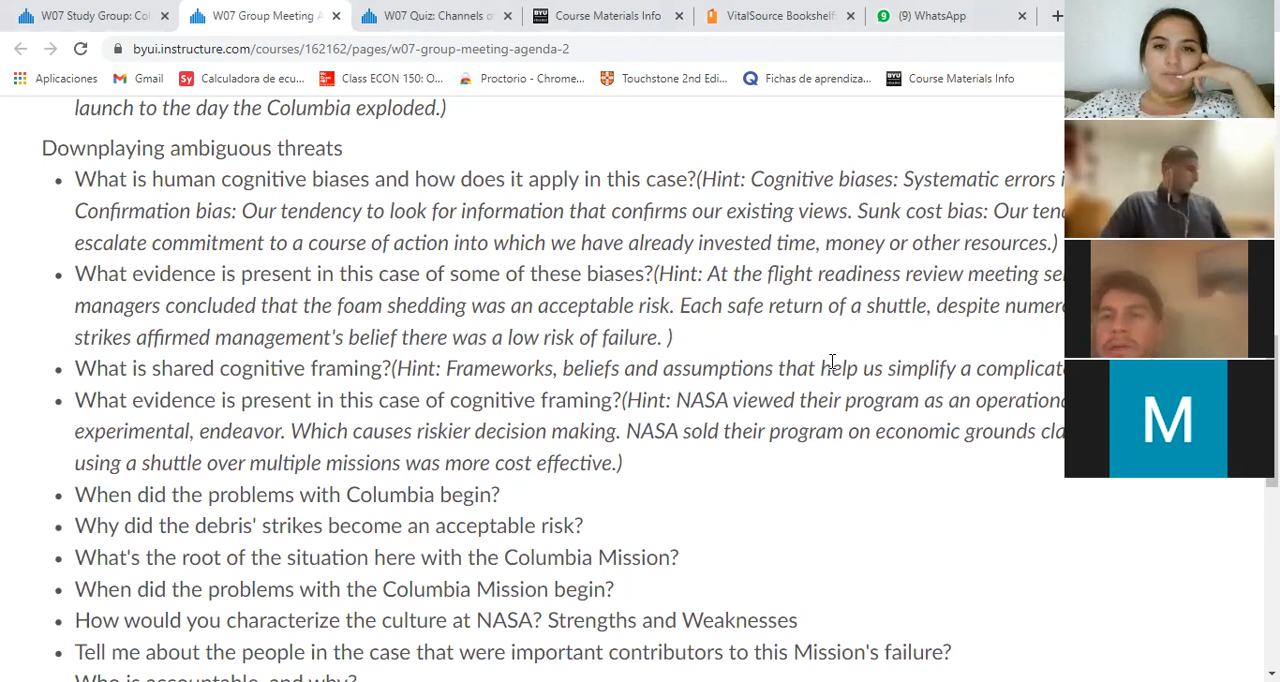 W07 Study Group: Co
W07 Group Meeting A
W07 Quiz: Channels o
Course Materials Info
VitalSource Bookshelf
(9) WhatsApp
byui.instructure.com/courses/162162/pages/w07-group-meeting-agenda-2
Aplicaciones
Gmail
Sy
Calculadora de ecu...
Class ECON 150: O...
Proctorio - Chrome...
Touchstone 2nd Edi...
Fichas de aprendiza...
Course Materials Info
launch to the day the Columbia exploded.)
Downplaying ambiguous threats
• What is human cognitive biases and how does it apply in this case?(Hint: Cognitive biases: Systematic errors i
Confirmation bias: Our tendency to look for information that confirms our existing views. Sunk cost bias: Our ten
escalate commitment to a course of action into which we have already invested time, money or other resources.)
• What evidence is present in this case of some of these biases?(Hint: At the flight readiness review meeting se
managers concluded that the foam shedding was an acceptable risk. Each safe return of a shuttle, despite numer
strikes affirmed management's belief there was a low risk of failure. )
• What is shared cognitive framing?(Hint: Frameworks, beliefs and assumptions that help us simplify a complicat
• What evidence is present in this case of cognitive framing?(Hint: NASA viewed their program as an operationa
experimental, endeavor. Which causes riskier decision making. NASA sold their program on economic grounds cla
using a shuttle over multiple missions was more cost effective.)
• When did the problems with Columbia begin?
• Why did the debris' strikes become an acceptable risk?
• What's the root of the situation here with the Columbia Mission?
• When did the problems with the Columbia Mission begin?
• How would you characterize the culture at NASA? Strengths and Weaknesses
• Tell me about the people in the case that were important contributors to this Mission's failure?
Who is accountable, and why?
M